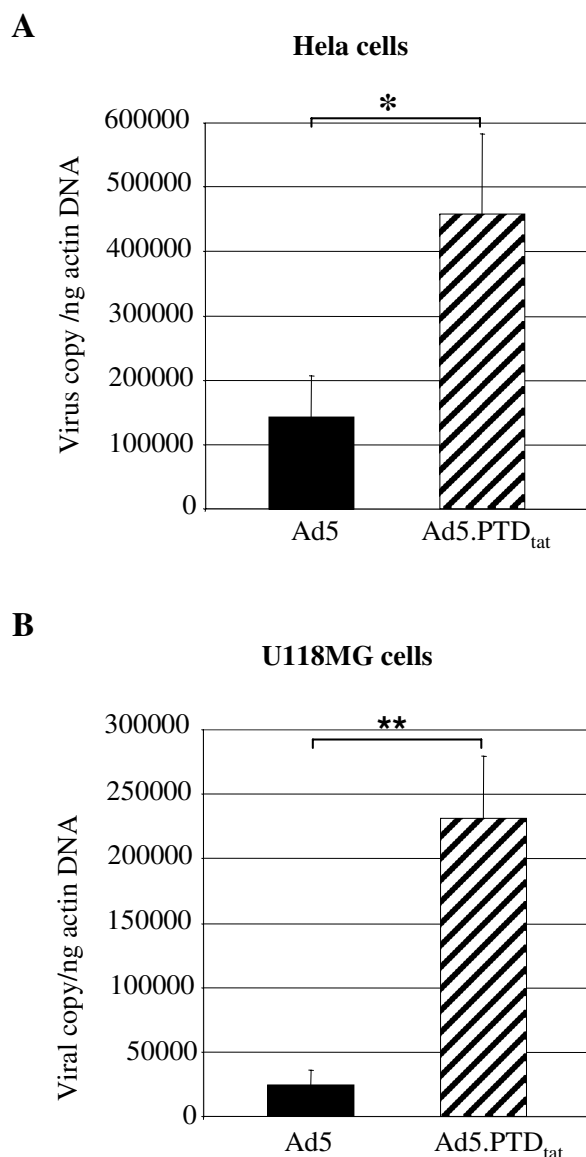 A
Hela cells
*
Virus copy /ng actin DNA
600000
500000
400000
300000
200000
100000
0
Ad5
Ad5.PTDtat
B
U118MG cells
**
Viral copy/ng actin DNA
300000
250000
200000
150000
100000
50000
0
Ad5
Ad5.PTDtat